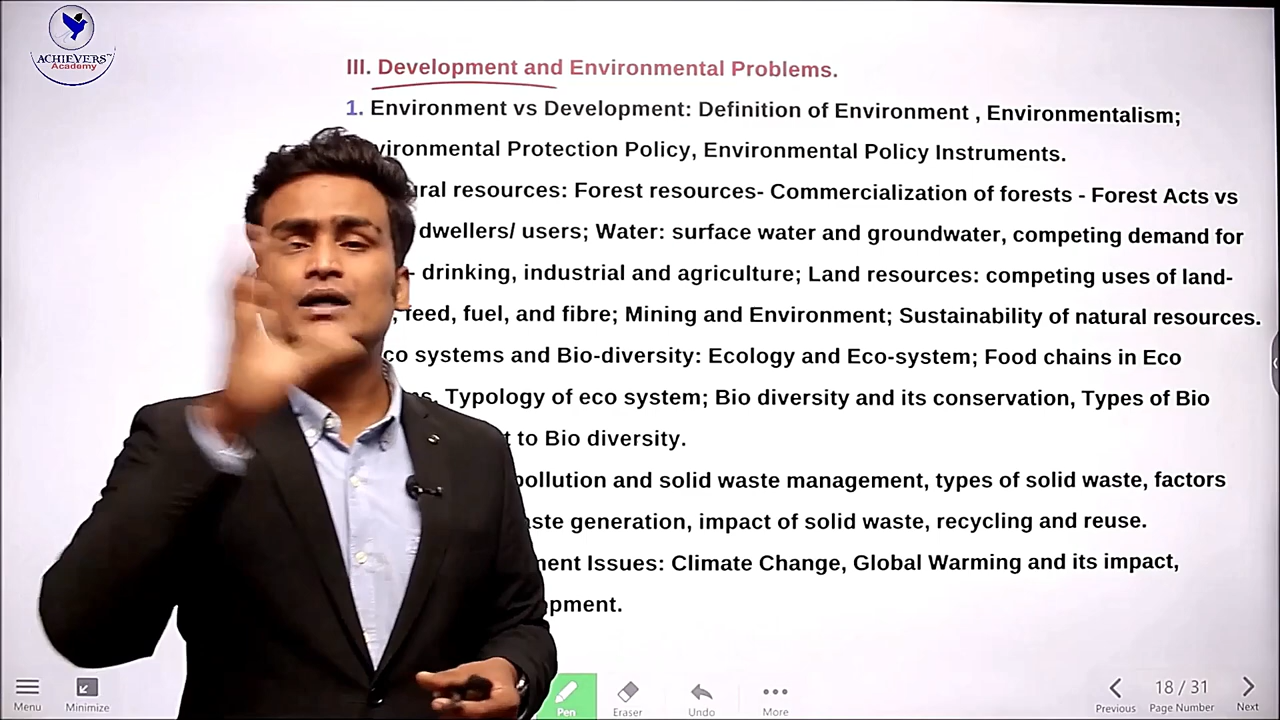 ACHIEVERS™
Academy
III. Development and Environmental Problems.
1. Environment vs Development: Definition of Environment , Environmentalism;
vironmental Protection Policy, Environmental Policy Instruments.
ral resources: Forest resources- Commercialization of forests - Forest Acts vs
dwellers/ users; Water: surface water and groundwater, competing demand for
- drinking, industrial and agriculture; Land resources: competing uses of land-
, feed, fuel, and fibre; Mining and Environment; Sustainability of natural resources.
co systems and Bio-diversity: Ecology and Eco-system; Food chains in Eco
Typology of eco system; Bio diversity and its conservation, Types of Bio
t to Bio diversity.
pollution and solid waste management, types of solid waste, factors
ste generation, impact of solid waste, recycling and reuse.
ent Issues: Climate Change, Global Warming and its impact,
pment.
Menu
Minimize
Pen
Eraser
Undo
More
Previous
18 / 31
Page Number
Next